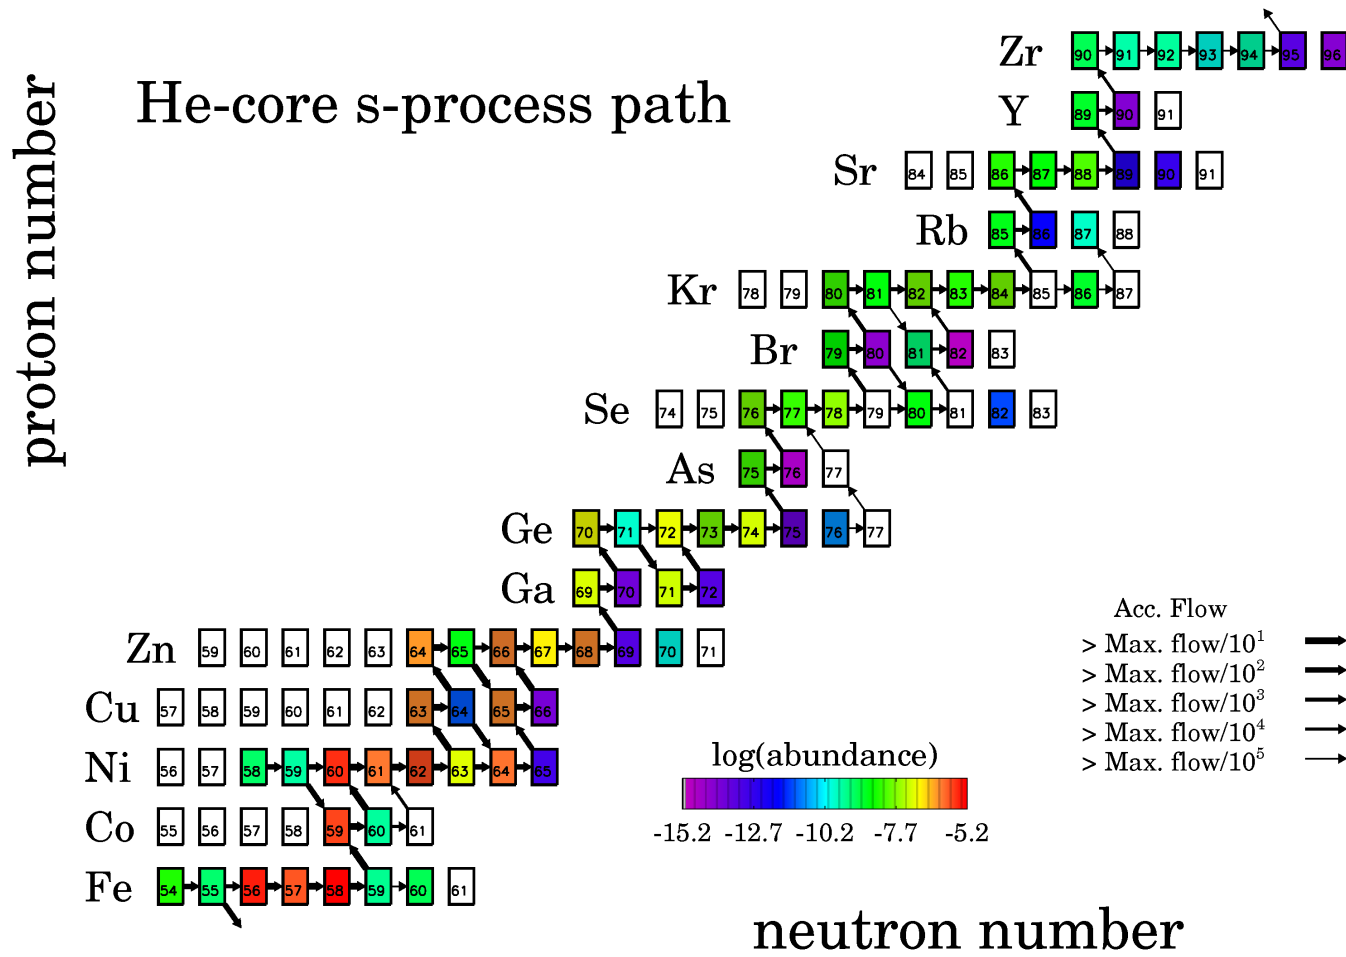 Zr 90 91 92 93 94 95 96
He-core s-process path
Y 89 90 91
Sr 84 85 86 87 88 89 90 91
Rb 85 86 87 88
Kr 78 79 80 81 82 83 84 85 86 87
Br 79 80 81 82 83
Se 74 75 76 77 78 79 80 81 82 83
As 75 76 77
Ge 70 71 72 73 74 75 76 77
Ga 69 70 71 72
Zn 59 60 61 62 63 64 65 66 67 68 69 70 71
Cu 57 58 59 60 61 62 63 64 65 66
Ni 56 57 58 59 60 61 62 63 64 65
Co 55 56 57 58 59 60 61
Fe 54 55 56 57 58 59 60 61
proton number
neutron number
log(abundance)
-15.2 -12.7 -10.2 -7.7 -5.2
Acc. Flow
> Max. flow/10¹
> Max. flow/10²
> Max. flow/10³
> Max. flow/10⁴
> Max. flow/10⁵